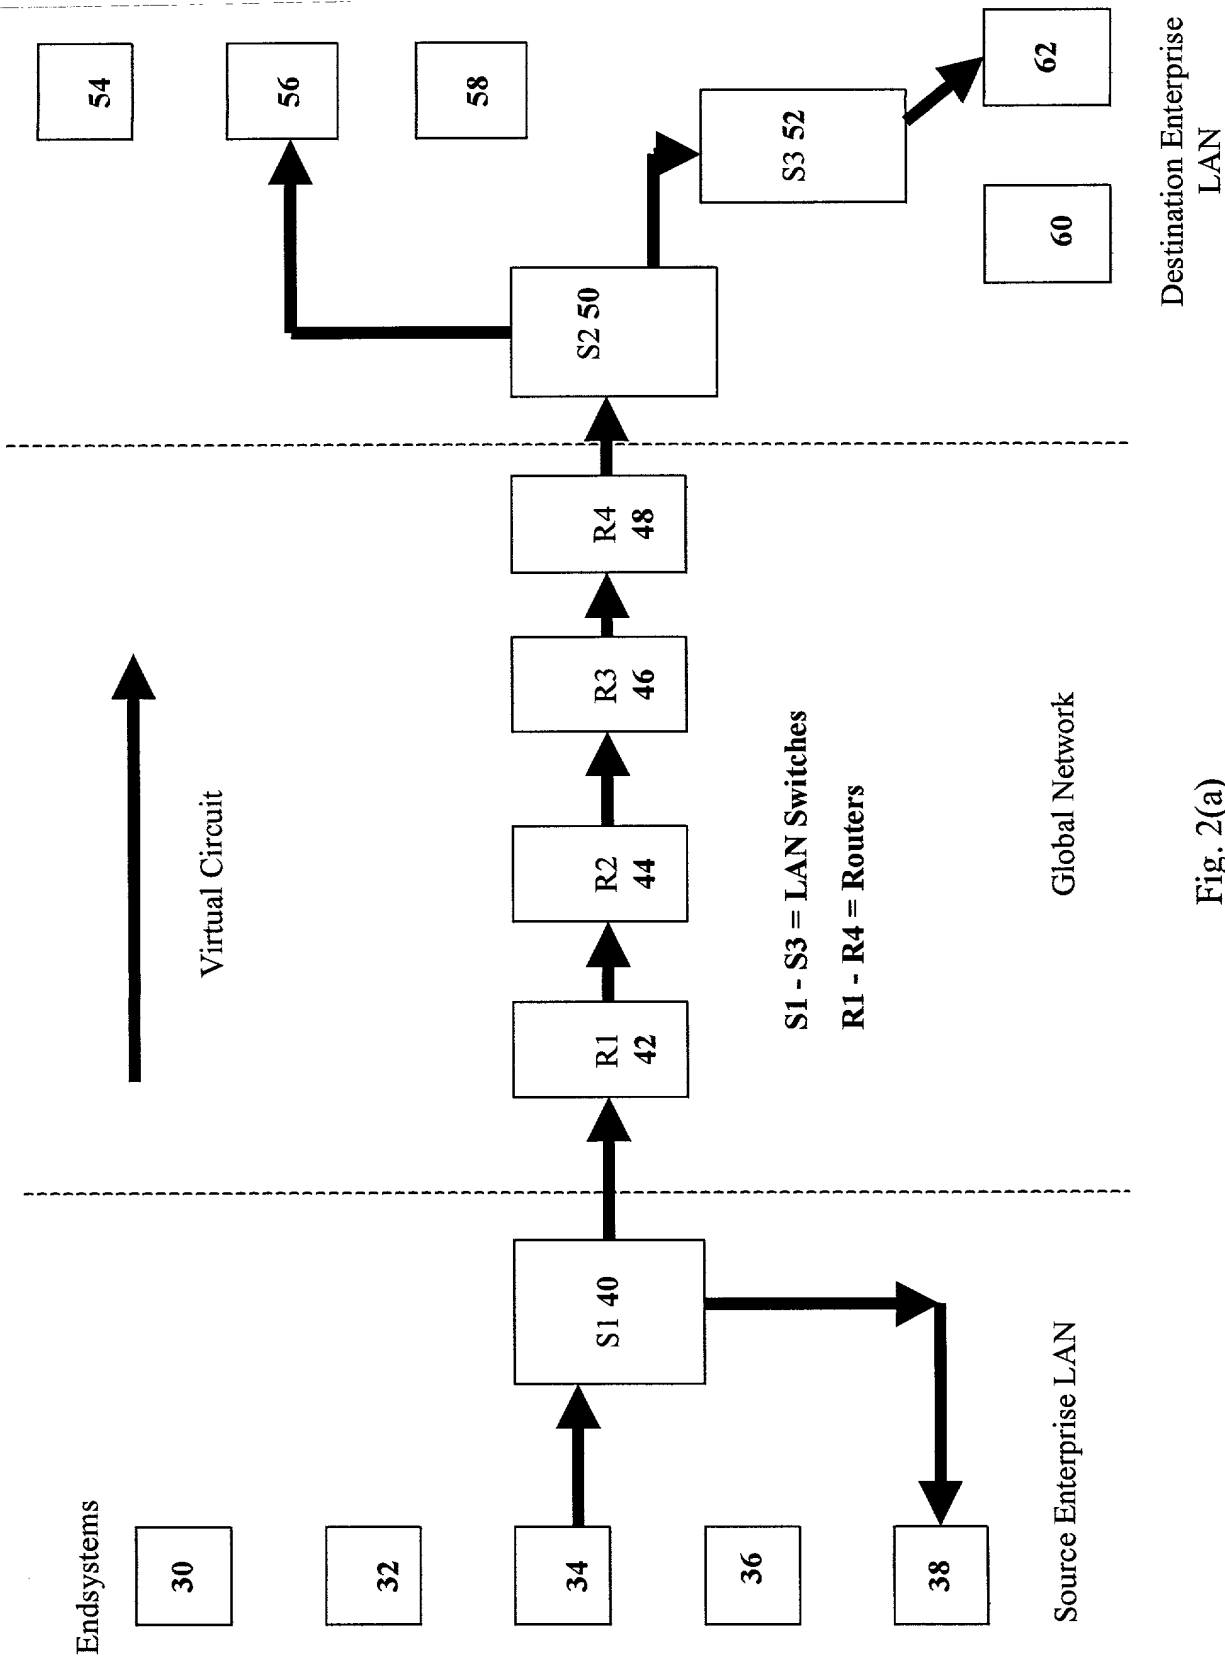 Endsystems
30
32
34
36
38
S1 40
Source Enterprise LAN
Virtual Circuit
R1
42
R2
44
R3
46
R4
48
S1 - S3 = LAN Switches
R1 - R4 = Routers
Global Network
S2 50
S3 52
54
56
58
60
62
Destination Enterprise
LAN
Fig. 2(a)